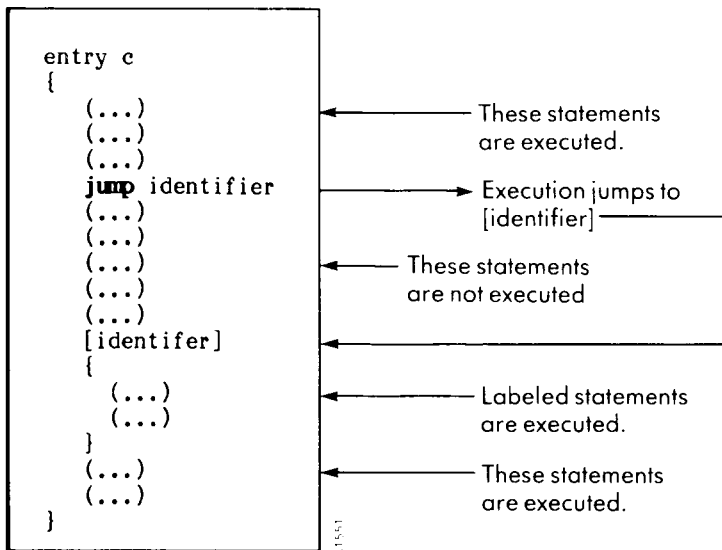 entry c
{
(...)
(...)
(...)
jump identifier
(...)
(...)
(...)
(...)
(...)
[identifer]
{
(...)
(...)
}
(...)
(...)
}
These statements
are executed.
Execution jumps to
[identifier]
These statements
are not executed
Labeled statements
are executed.
These statements
are executed.
1551